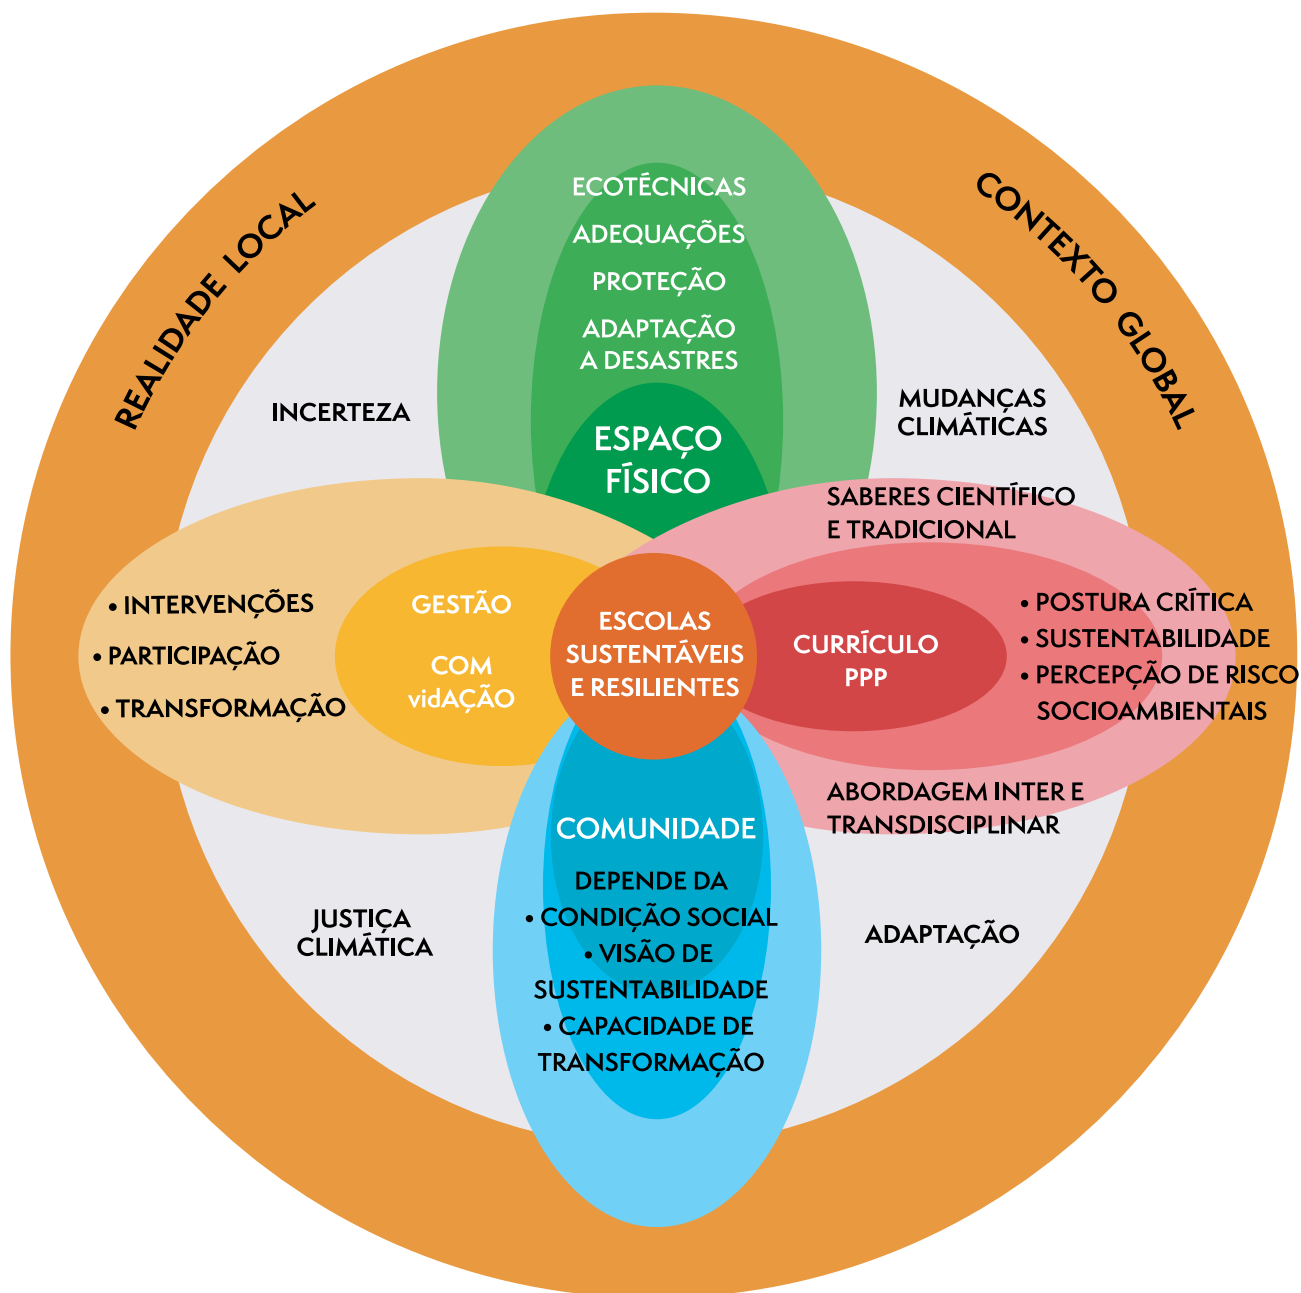 REALIDADE LOCAL
CONTEXTO GLOBAL
ECOTÉCNICAS
ADEQUAÇÕES
PROTEÇÃO
ADAPTAÇÃO
A DESASTRES
ESPAÇO
FÍSICO
INCERTEZA
MUDANÇAS
CLIMÁTICAS
SABERES CIENTÍFICO
E TRADICIONAL
• INTERVENÇÕES
• PARTICIPAÇÃO
• TRANSFORMAÇÃO
GESTÃO
COM
vidAÇÃO
ESCOLAS
SUSTENTÁVEIS
E RESILIENTES
CURRÍCULO
PPP
• POSTURA CRÍTICA
• SUSTENTABILIDADE
• PERCEPÇÃO DE RISCO
SOCIOAMBIENTAIS
ABORDAGEM INTER E
TRANSDISCIPLINAR
COMUNIDADE
DEPENDE DA
• CONDIÇÃO SOCIAL
• VISÃO DE
SUSTENTABILIDADE
• CAPACIDADE DE
TRANSFORMAÇÃO
JUSTIÇA
CLIMÁTICA
ADAPTAÇÃO